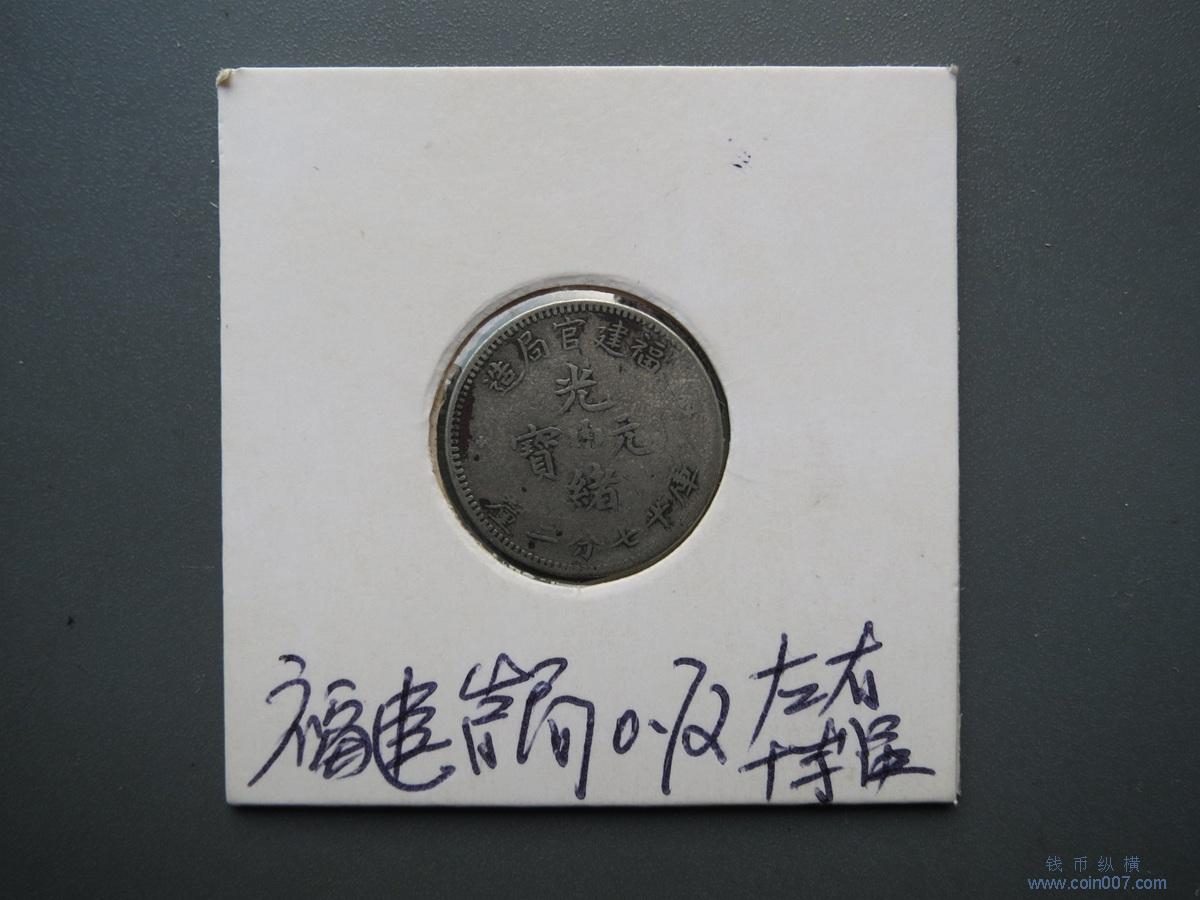 福建官局造
光緒元寶
庫平七分二釐
福建官局 左右
十字星
钱币纵横
www.coin007.com